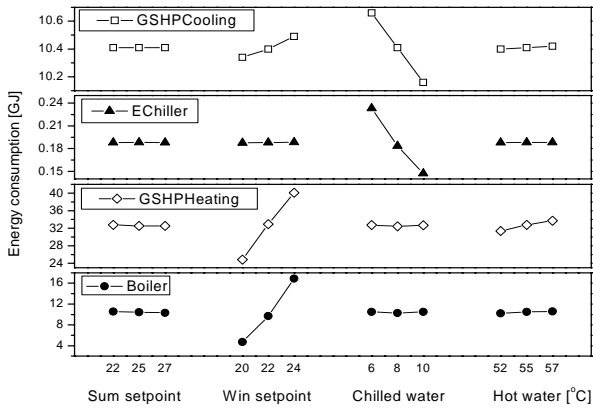 Energy consumption [GJ]
10.6
10.4
10.2
GSHPCooling
0.24
0.21
0.18
0.15
EChiller
40
36
32
28
24
GSHPHeating
16
12
8
4
Boiler
22 25 27 20 22 24 6 8 10 52 55 57
Sum setpoint Win setpoint Chilled water Hot water [°C]